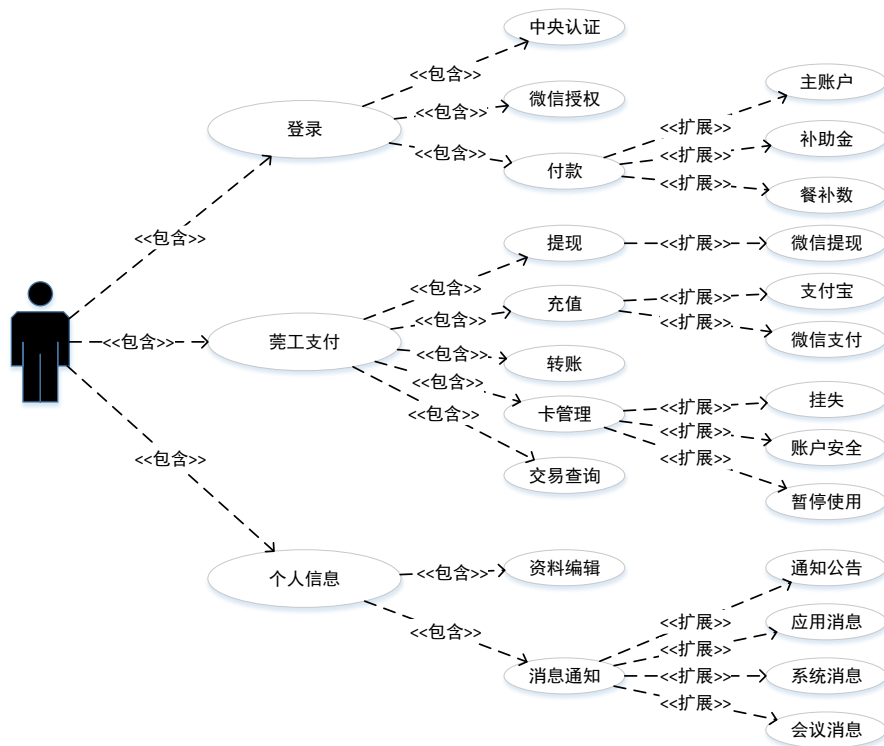 中央认证
<<包含>>
主账户
微信授权
<<包含>>
登录
<<扩展>>
补助金
<<包含>>
<<扩展>>
付款
<<扩展>>
餐补数
<<包含>>
提现
<<扩展>>
微信提现
<<包含>>
支付宝
<<扩展>>
充值
<<包含>>
<<扩展>>
微信支付
<<包含>>
莞工支付
<<包含>>
转账
<<包含>>
挂失
<<扩展>>
<<包含>>
卡管理
<<扩展>>
账户安全
<<扩展>>
<<包含>>
交易查询
暂停使用
通知公告
资料编辑
<<包含>>
个人信息
<<扩展>>
应用消息
<<包含>>
<<扩展>>
消息通知
<<扩展>>
系统消息
<<扩展>>
会议消息